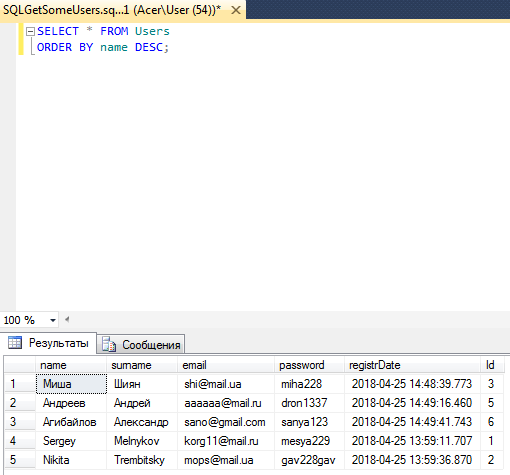 SQLGetSomeUsers.sq...1 (Acer\User (54))* ×
SELECT * FROM Users
ORDER BY name DESC;
100 %
Результаты Сообщения
name surname email password registrDate Id
1 Миша Шиян shi@mail.ua miha228 2018-04-25 14:48:39.773 3
2 Андреев Андрей aaaaaa@mail.ru dron1337 2018-04-25 14:49:16.460 5
3 Агибайлов Александр sano@gmail.com sanya123 2018-04-25 14:49:41.743 6
4 Sergey Melnykov korg11@mail.ru mesya229 2018-04-25 13:59:11.707 1
5 Nikita Trembitsky mops@mail.ua gav228gav 2018-04-25 13:59:36.870 2